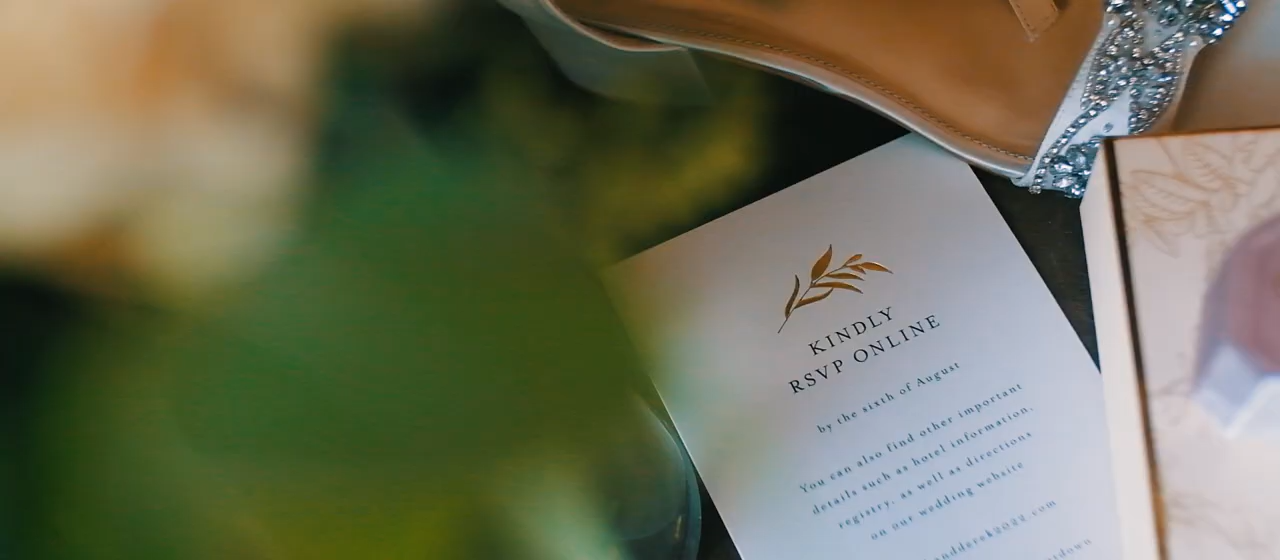 KINDLY
RSVP ONLINE
by the sixth of August
You can also find other important
details such as hotel information,
registry, as well as directions
on our wedding website